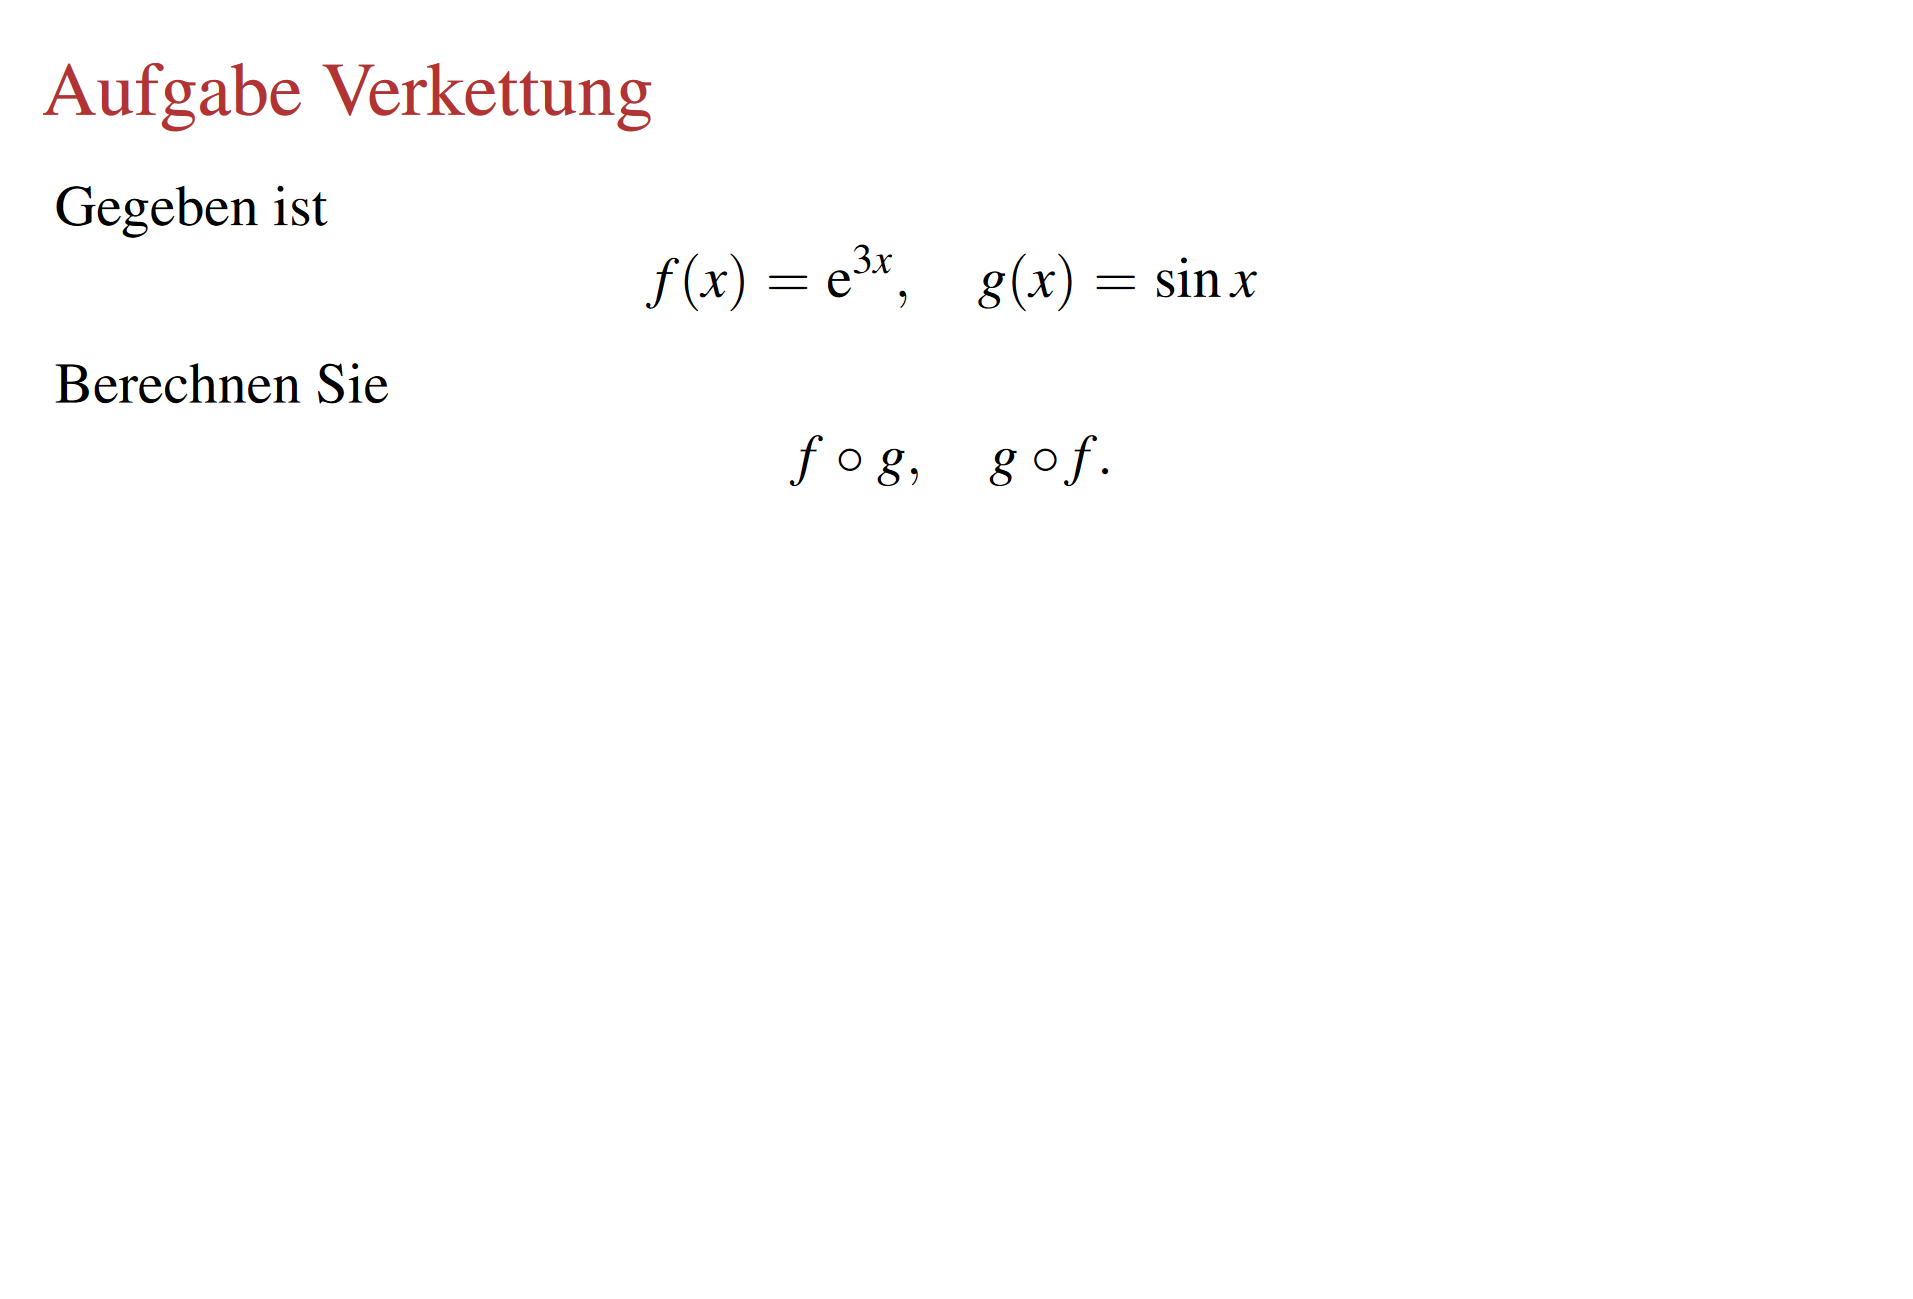 Aufgabe Verkettung
Gegeben ist
f(x) = e^{3x}, g(x) = sin x
Berechnen Sie
f ∘ g, g ∘ f.